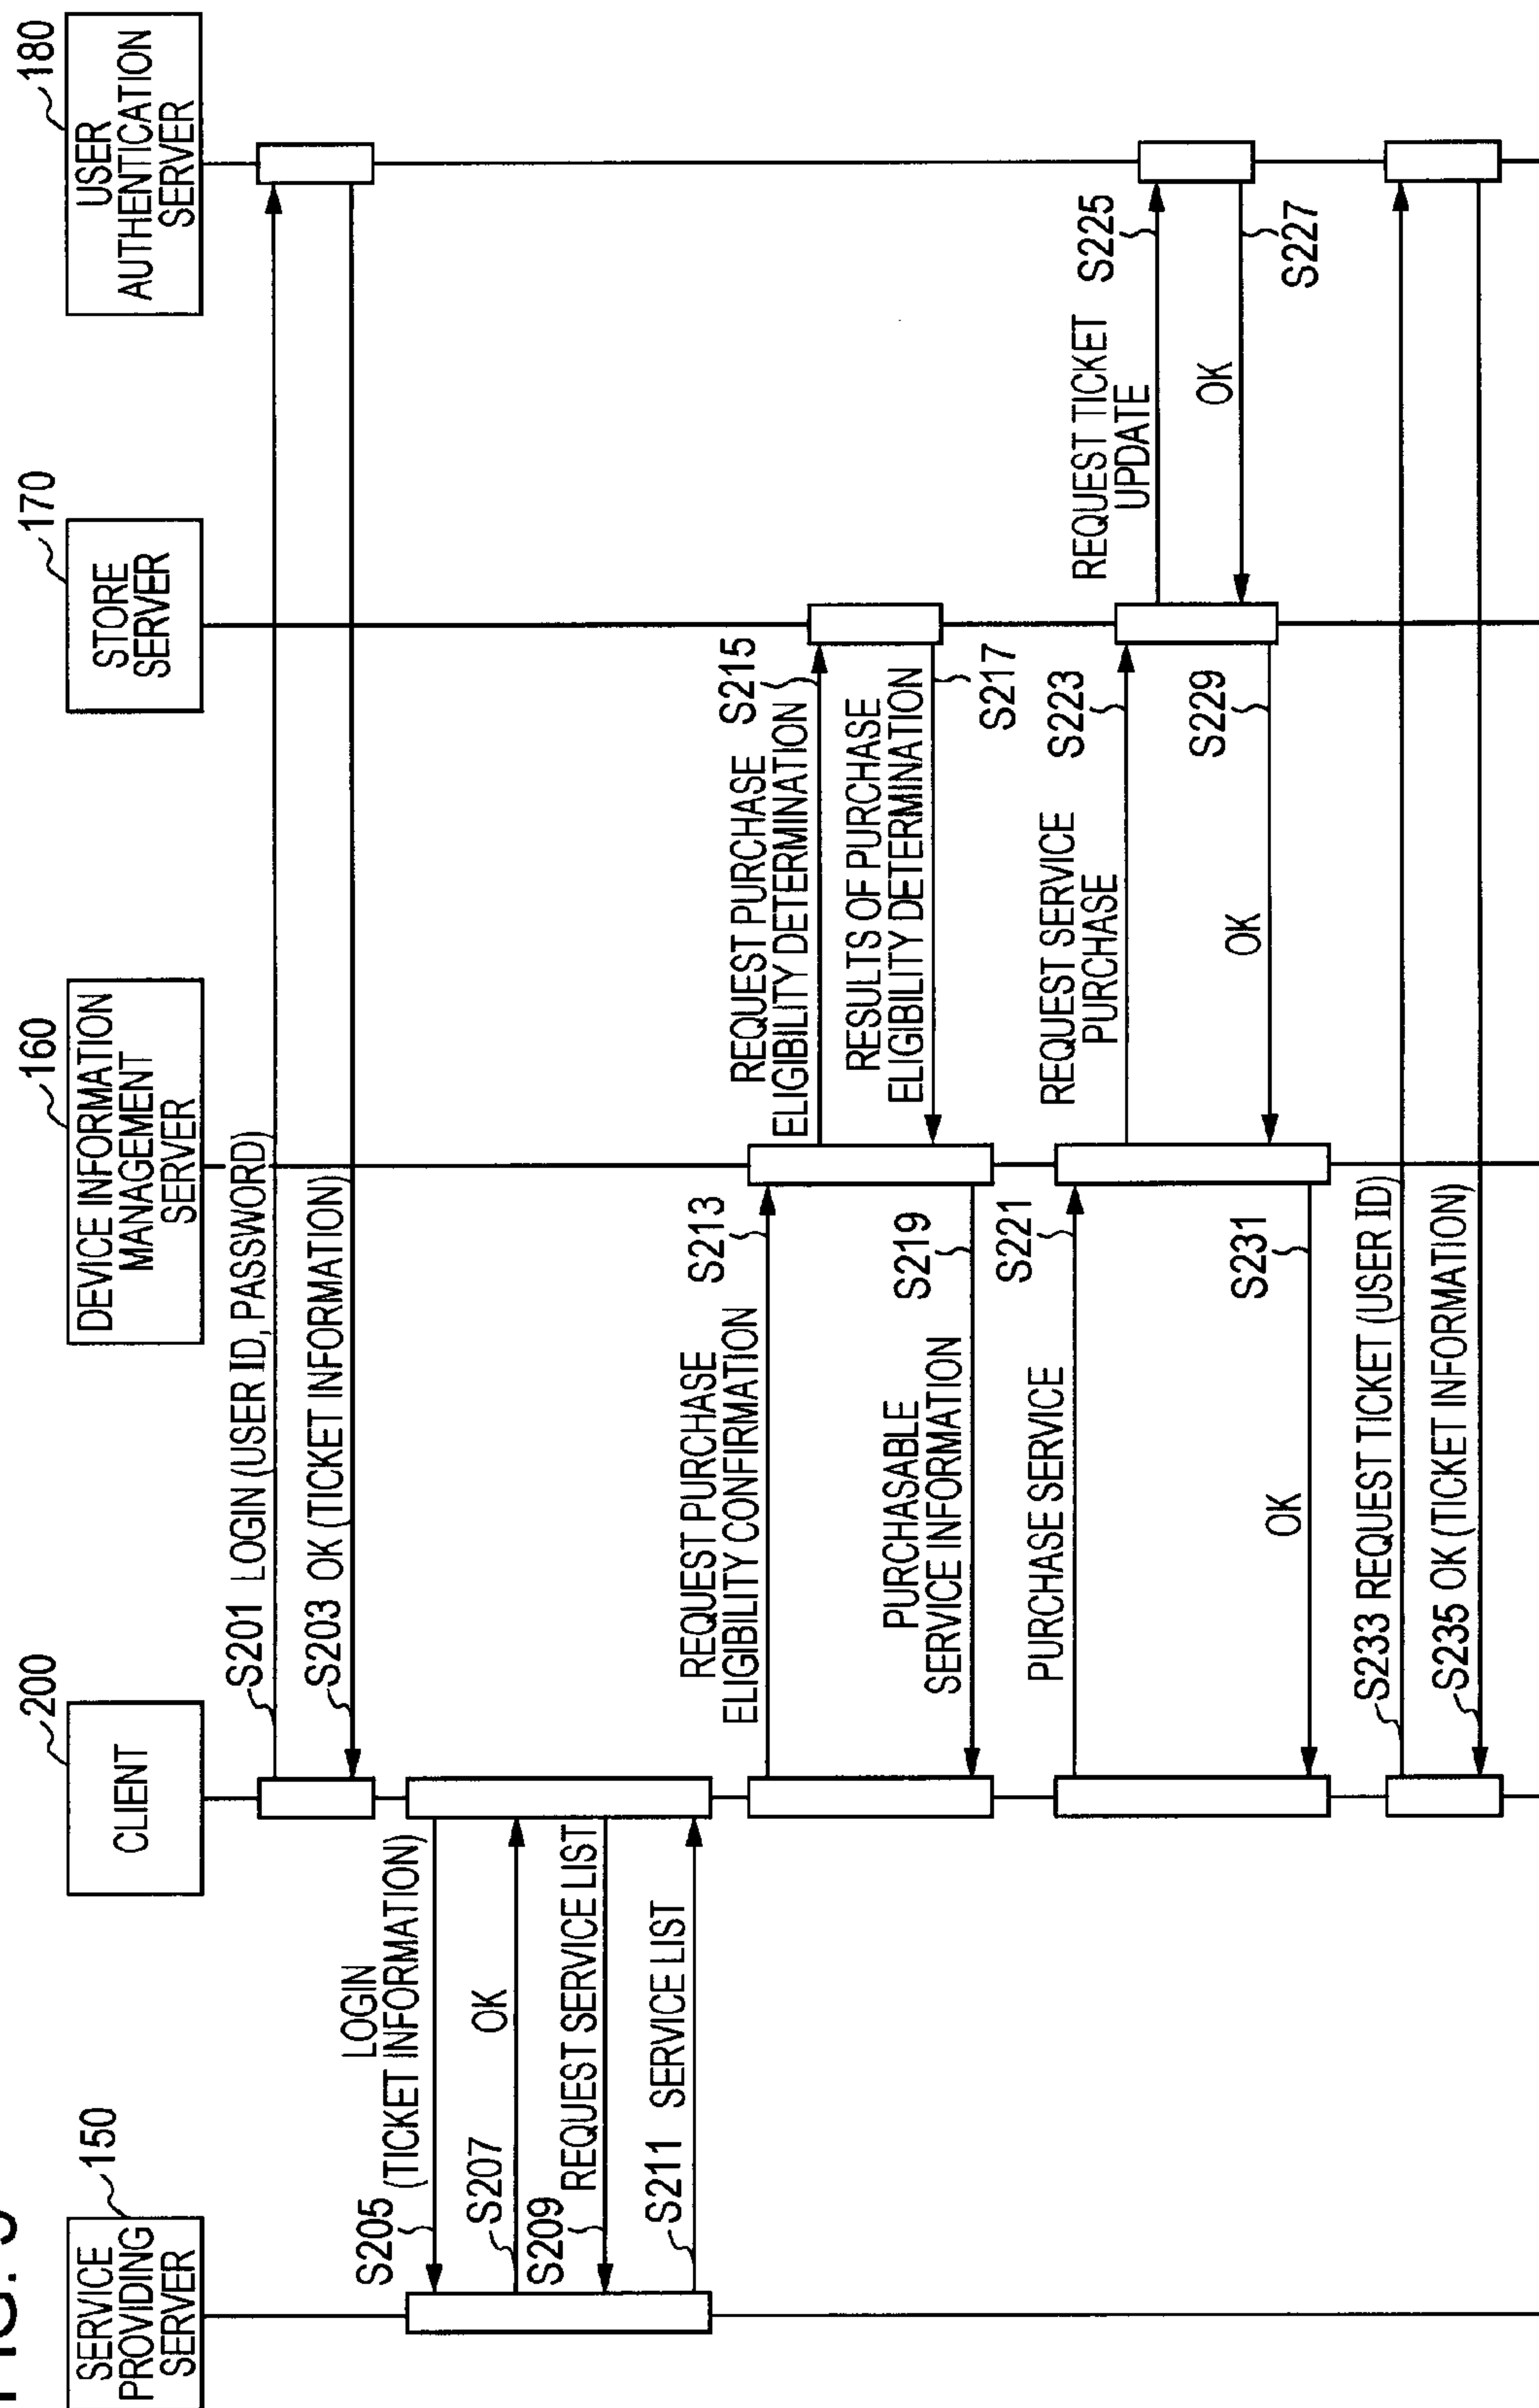 FIG.
SERVICE
PROVIDING
SERVER
150
CLIENT
200
DEVICE INFORMATION
MANAGEMENT
SERVER
160
STORE
SERVER
170
USER
AUTHENTICATION
SERVER
180
S201 LOGIN (USER ID, PASSWORD)
S203 OK (TICKET INFORMATION)
S205
LOGIN
(TICKET INFORMATION)
S207
OK
S209
REQUEST SERVICE LIST
S211 SERVICE LIST
REQUEST PURCHASE
ELIGIBILITY CONFIRMATION
S213
REQUEST PURCHASE
ELIGIBILITY DETERMINATION
S215
RESULTS OF PURCHASE
ELIGIBILITY DETERMINATION
S217
PURCHASABLE
SERVICE INFORMATION
S219
PURCHASE SERVICE
S221
REQUEST SERVICE
PURCHASE
S223
REQUEST TICKET
UPDATE
S225
OK
S227
OK
S229
OK
S231
S233 REQUEST TICKET (USER ID)
S235 OK (TICKET INFORMATION)